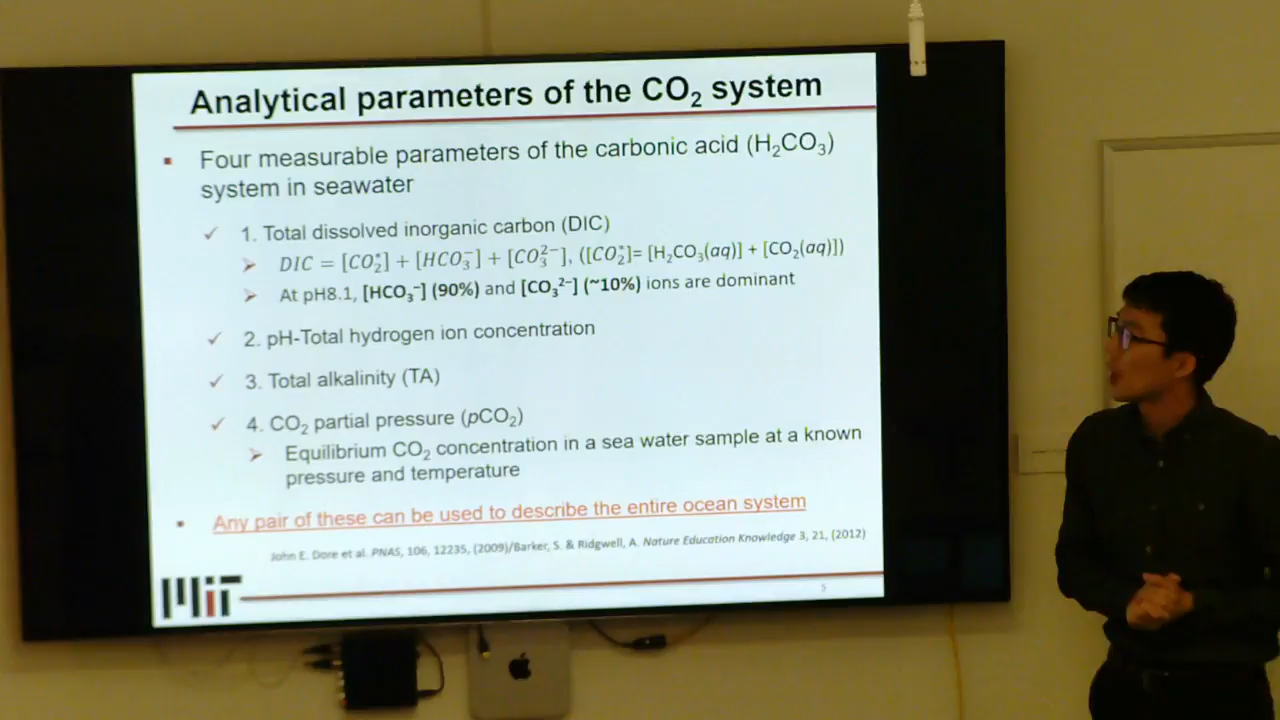 Analytical parameters of the CO₂ system
▪ Four measurable parameters of the carbonic acid (H₂CO₃)
system in seawater
✓ 1. Total dissolved inorganic carbon (DIC)
➢ DIC = [CO₂*] + [HCO₃⁻] + [CO₃²⁻], ([CO₂*]= [H₂CO₃(aq)] + [CO₂(aq)])
➢ At pH8.1, [HCO₃⁻] (90%) and [CO₃²⁻] (~10%) ions are dominant
✓ 2. pH-Total hydrogen ion concentration
✓ 3. Total alkalinity (TA)
✓ 4. CO₂ partial pressure (pCO₂)
➢ Equilibrium CO₂ concentration in a sea water sample at a known
pressure and temperature
▪ Any pair of these can be used to describe the entire ocean system
John E. Dore et al. PNAS, 106, 12235, (2009)/Barker, S. & Ridgwell, A. Nature Education Knowledge 3, 21, (2012)
MIT
5